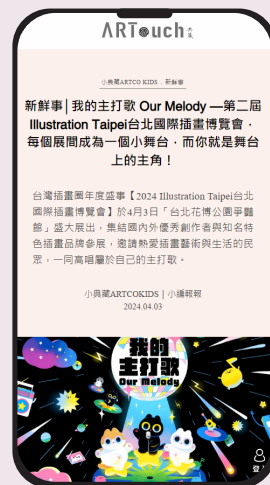 ARTouch
小典藏ARTCO KIDS . 新鮮事
新鮮事│我的主打歌 Our Melody —第二屆
Illustration Taipei台北國際插畫博覽會，
每個展間成為一個小舞台，而你就是舞台
上的主角！
台灣插畫圈年度盛事【2024 Illustration Taipei台北
國際插畫博覽會】於4月3日「台北花博公園爭豔
館」盛大展出，集結國內外優秀創作者與知名特
色插畫品牌參展，邀請熱愛插畫藝術與生活的民
眾，一同高唱屬於自己的主打歌。
小典藏ARTCOKIDS｜小編報報
2024.04.03
我的
主打歌
Our Melody